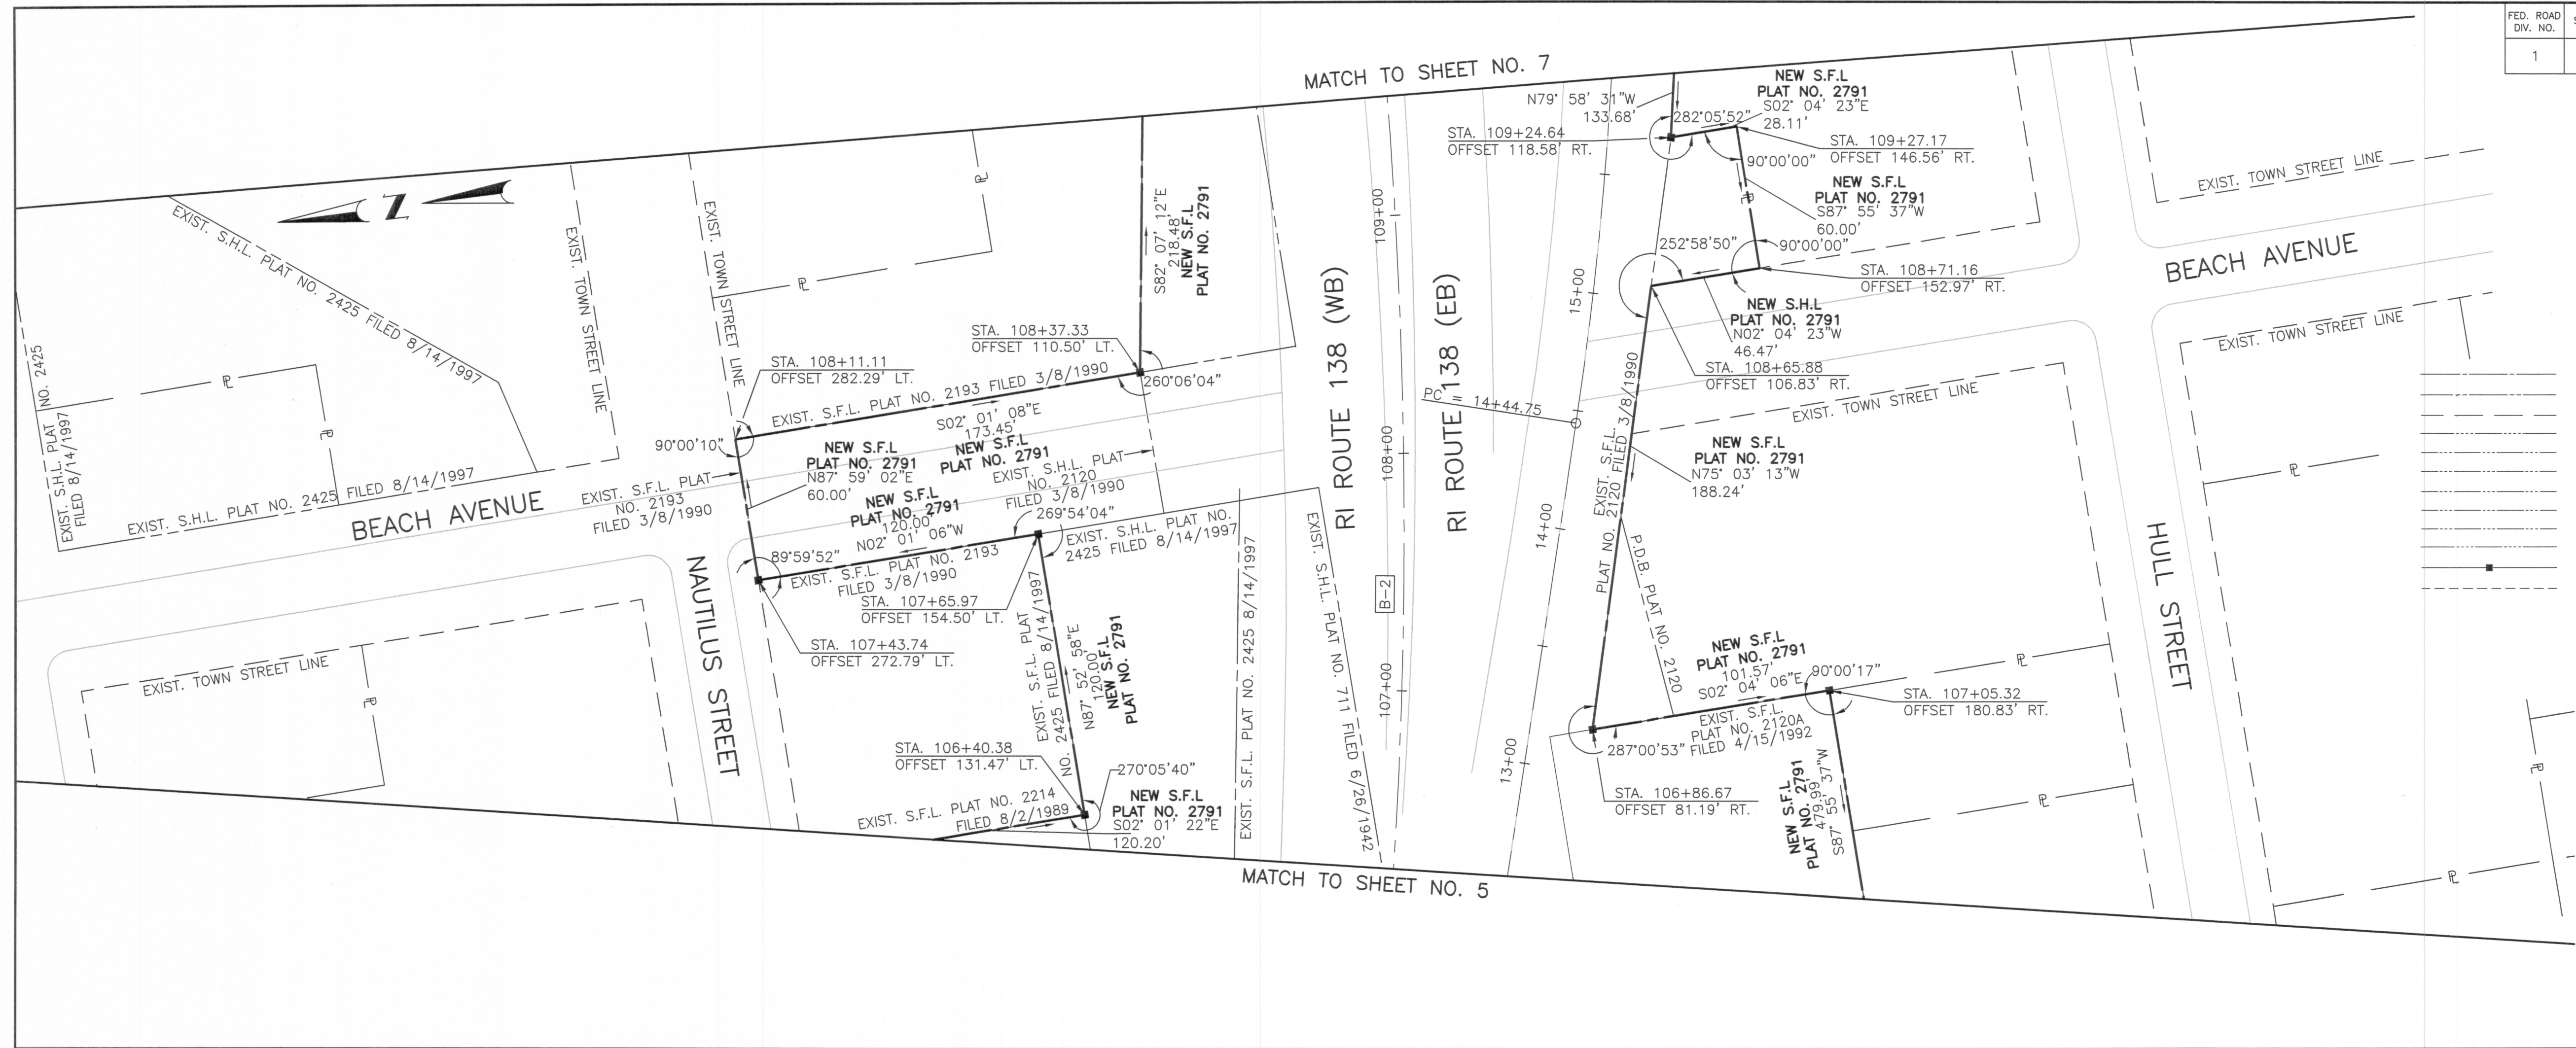 FED. ROAD
DIV. NO.
1
MATCH TO SHEET NO. 7
N
EXIST. S.H.L. PLAT NO. 2425 FILED 8/14/1997
EXIST. TOWN STREET LINE
EXIST. TOWN STREET LINE
EXIST. S.H.L. PLAT NO. 2425
FILED 8/14/1997
EXIST. S.H.L. PLAT NO. 2425 FILED 8/14/1997
BEACH AVENUE
EXIST. S.F.L. PLAT
NO. 2193
FILED 3/8/1990
NAUTILUS STREET
EXIST. TOWN STREET LINE
STA. 108+11.11
OFFSET 282.29' LT.
STA. 108+37.33
OFFSET 110.50' LT.
EXIST. S.F.L. PLAT NO. 2193 FILED 3/8/1990
S02° 01' 08"E
173.45'
NEW S.F.L
PLAT NO. 2791
90°00'10"
260°06'04"
S82° 07' 12"E
218.48'
NEW S.F.L
PLAT NO. 2791
NEW S.F.L
PLAT NO. 2791
N87° 59' 02"E
60.00'
NEW S.F.L
PLAT NO. 2791
120.00'
N02° 01' 06"W
EXIST. S.H.L. PLAT
NO. 2120
FILED 3/8/1990
269°54'04"
89°59'52"
EXIST. S.F.L. PLAT NO. 2193
FILED 3/8/1990
EXIST. S.H.L. PLAT NO.
2425 FILED 8/14/1997
STA. 107+65.97
OFFSET 154.50' LT.
STA. 107+43.74
OFFSET 272.79' LT.
EXIST. S.F.L. PLAT
NO. 2425 FILED 8/14/1997
N87° 52' 58"E
120.00'
NEW S.F.L
PLAT NO. 2791
STA. 106+40.38
OFFSET 131.47' LT.
270°05'40"
EXIST. S.F.L. PLAT NO. 2214
FILED 8/2/1989
NEW S.F.L
PLAT NO. 2791
S02° 01' 22"E
120.20'
EXIST. S.F.L. PLAT NO. 2425 8/14/1997
EXIST. S.H.L. PLAT NO. 711 FILED 6/26/1942
RI ROUTE 138 (WB)
109+00
108+00
107+00
B-2
RI ROUTE 138 (EB)
PC = 14+44.75
15+00
14+00
13+00
N79° 58' 31"W
133.68'
STA. 109+24.64
OFFSET 118.58' RT.
282°05'52"
NEW S.F.L
PLAT NO. 2791
S02° 04' 23"E
28.11'
STA. 109+27.17
OFFSET 146.56' RT.
90°00'00"
NEW S.F.L
PLAT NO. 2791
S87° 55' 37"W
60.00'
252°58'50"
90°00'00"
STA. 108+71.16
OFFSET 152.97' RT.
NEW S.H.L
PLAT NO. 2791
N02° 04' 23"W
46.47'
STA. 108+65.88
OFFSET 106.83' RT.
EXIST. S.F.L.
PLAT NO. 2120 FILED 3/8/1990
NEW S.F.L
PLAT NO. 2791
N75° 03' 13"W
188.24'
P.D.B. PLAT NO. 2120
NEW S.F.L
PLAT NO. 2791
101.57'
S02° 04' 06"E
90°00'17"
STA. 107+05.32
OFFSET 180.83' RT.
EXIST. S.F.L.
PLAT NO. 2120A
FILED 4/15/1992
287°00'53"
STA. 106+86.67
OFFSET 81.19' RT.
NEW S.F.L
PLAT NO. 2791
479.99'
S87° 55' 37"W
EXIST. TOWN STREET LINE
BEACH AVENUE
EXIST. TOWN STREET LINE
EXIST. TOWN STREET LINE
HULL STREET
MATCH TO SHEET NO. 5